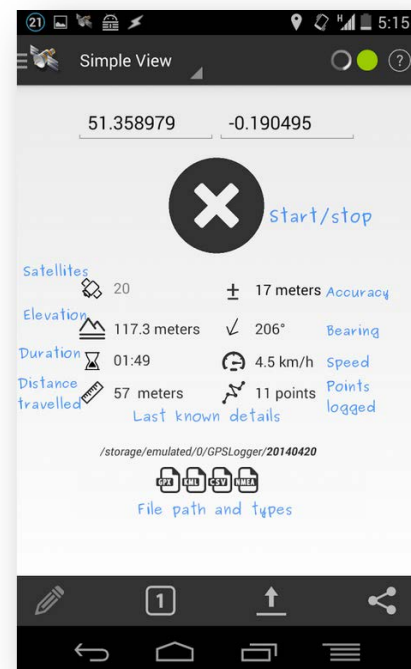 21 H 5:15
Simple View ?
51.358979 -0.190495
Start/stop
Satellites
20 ± 17 meters Accuracy
Elevation
117.3 meters 206° Bearing
Duration 01:49 4.5 km/h Speed
Distance travelled 57 meters 11 points Points logged
Last known details
/storage/emulated/0/GPSLogger/20140420
GPX KML CSV NMEA
File path and types
1